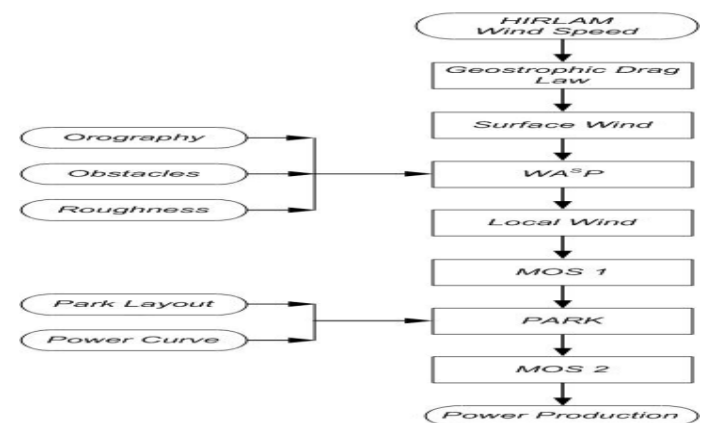 HIRLAM
Wind Speed
Geostrophic Drag
Law
Surface Wind
Orography
Obstacles
Roughness
WAˢP
Local Wind
MOS 1
Park Layout
Power Curve
PARK
MOS 2
Power Production